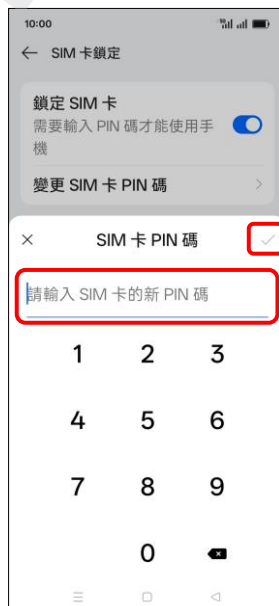 10:00
← SIM 卡鎖定
鎖定 SIM 卡
需要輸入 PIN 碼才能使用手
機
變更 SIM 卡 PIN 碼 >
× SIM 卡 PIN 碼 ✓
請輸入 SIM 卡的新 PIN 碼
1 2 3
4 5 6
7 8 9
0